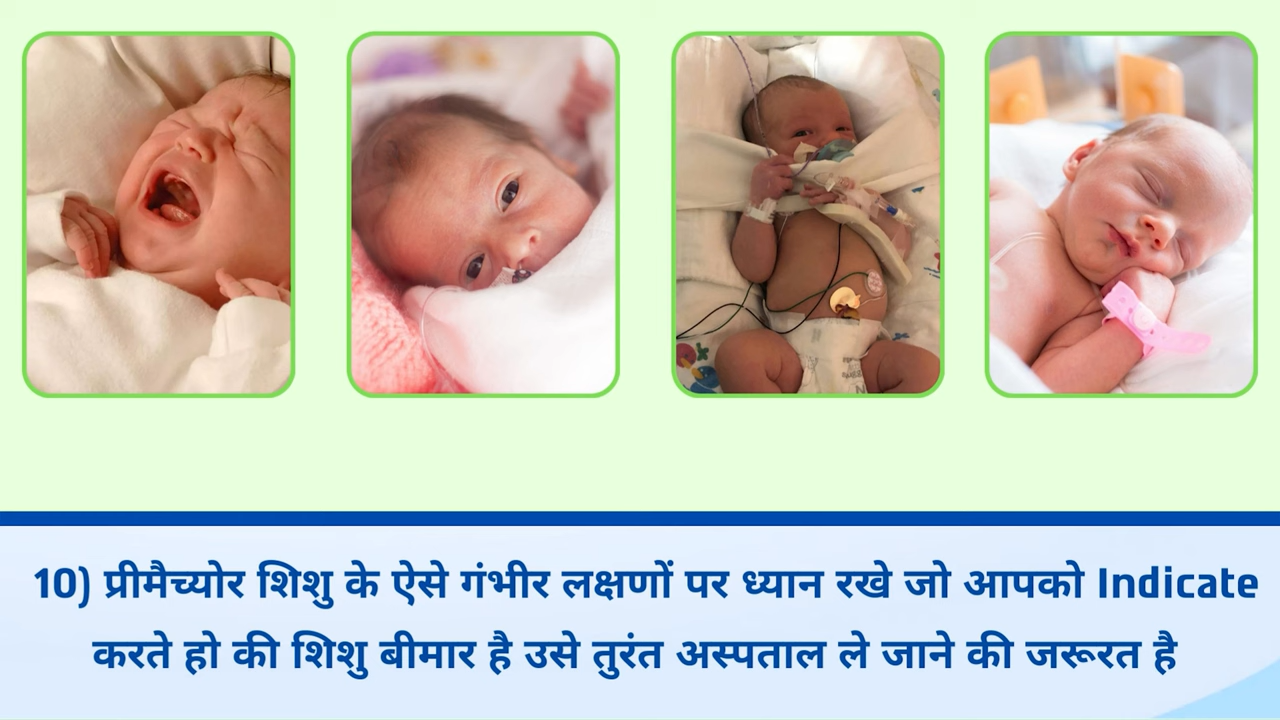 10) प्रीमैच्योर शिशु के ऐसे गंभीर लक्षणों पर ध्यान रखे जो आपको Indicate
करते हो की शिशु बीमार है उसे तुरंत अस्पताल ले जाने की जरूरत है